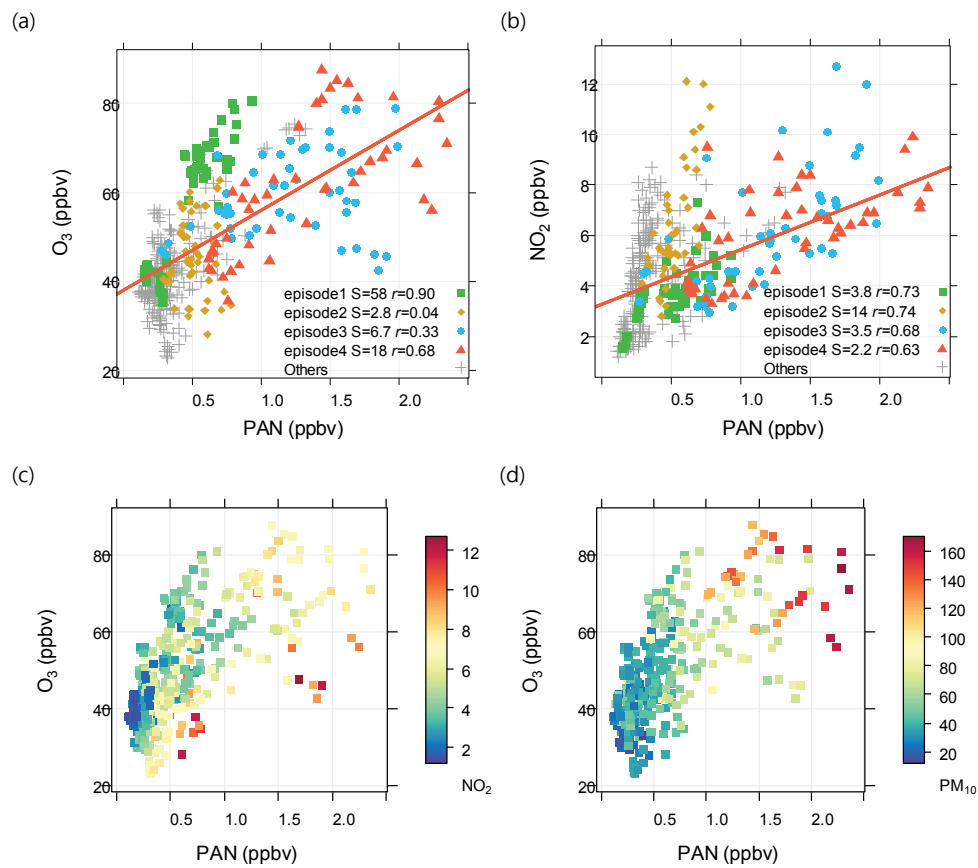 (a)
(b)
O3 (ppbv)
80
60
40
20
episode1 S=58 r=0.90
episode2 S=2.8 r=0.04
episode3 S=6.7 r=0.33
episode4 S=18 r=0.68
Others
0.5 1.0 1.5 2.0
PAN (ppbv)
NO2 (ppbv)
12
10
8
6
4
2
episode1 S=3.8 r=0.73
episode2 S=14 r=0.74
episode3 S=3.5 r=0.68
episode4 S=2.2 r=0.63
Others
0.5 1.0 1.5 2.0
PAN (ppbv)
(c)
(d)
O3 (ppbv)
80
60
40
20
0.5 1.0 1.5 2.0
PAN (ppbv)
12
10
8
6
4
2
NO2
O3 (ppbv)
80
60
40
20
0.5 1.0 1.5 2.0
PAN (ppbv)
160
140
120
100
80
60
40
20
PM10